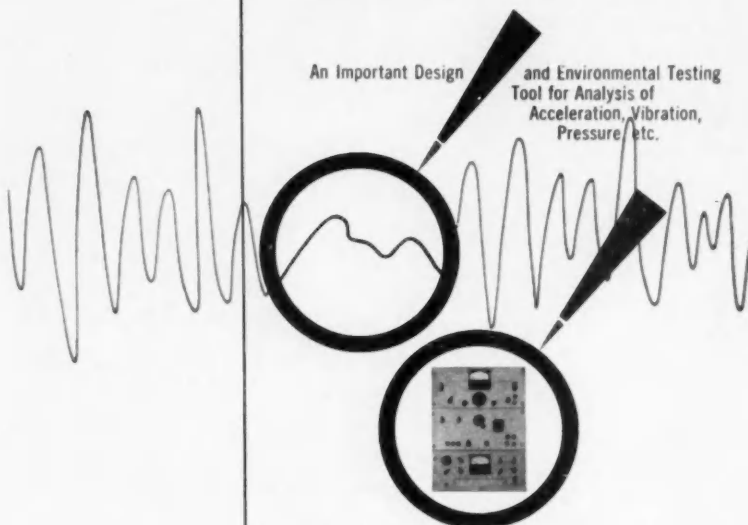 An Important Design and Environmental Testing
Tool for Analysis of
Acceleration, Vibration,
Pressure, etc.